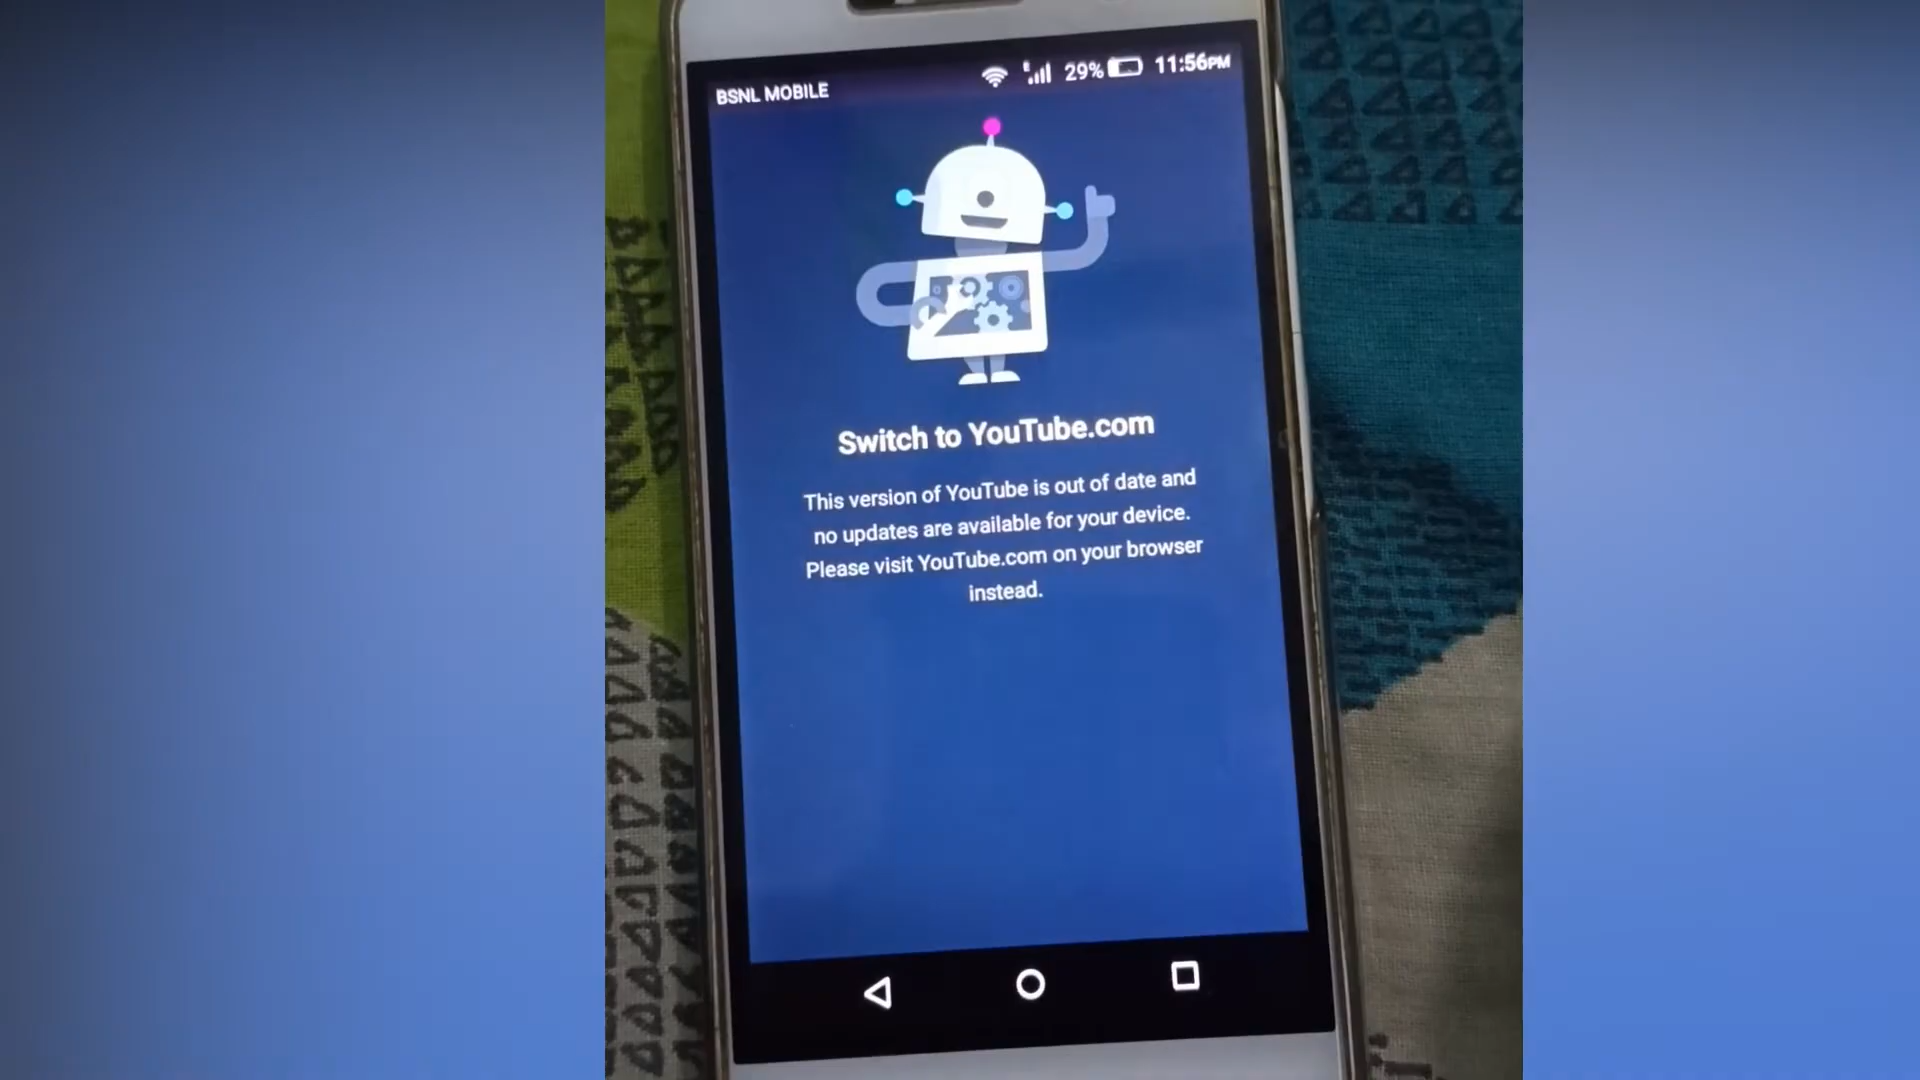 BSNL MOBILE 29% 11:56PM
Switch to YouTube.com
This version of YouTube is out of date and
no updates are available for your device.
Please visit YouTube.com on your browser
instead.